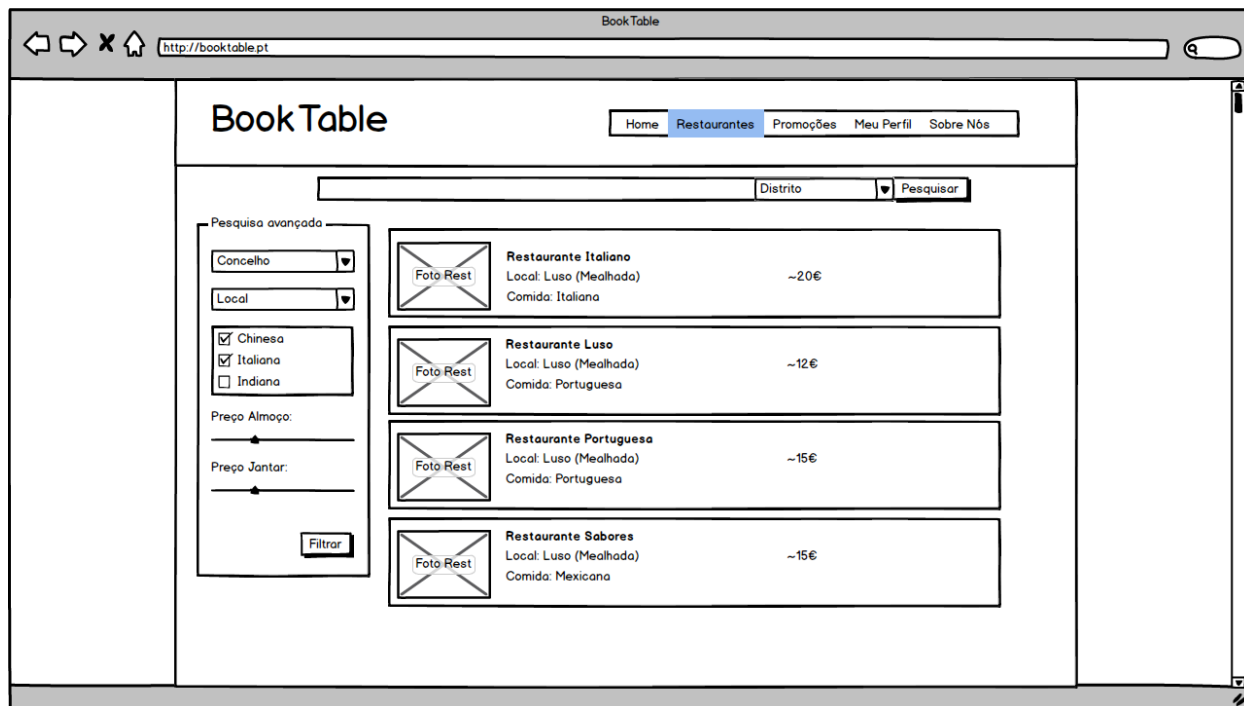 BookTable
http://booktable.pt
BookTable
Home Restaurantes Promoções Meu Perfil Sobre Nós
Distrito Pesquisar
Pesquisa avançada
Concelho
Local
Chinesa
Italiana
Indiana
Preço Almoço:
Preço Jantar:
Filtrar
Foto Rest
Restaurante Italiano
Local: Luso (Mealhada) ~20€
Comida: Italiana
Foto Rest
Restaurante Luso
Local: Luso (Mealhada) ~12€
Comida: Portuguesa
Foto Rest
Restaurante Portuguesa
Local: Luso (Mealhada) ~15€
Comida: Portuguesa
Foto Rest
Restaurante Sabores
Local: Luso (Mealhada) ~15€
Comida: Mexicana